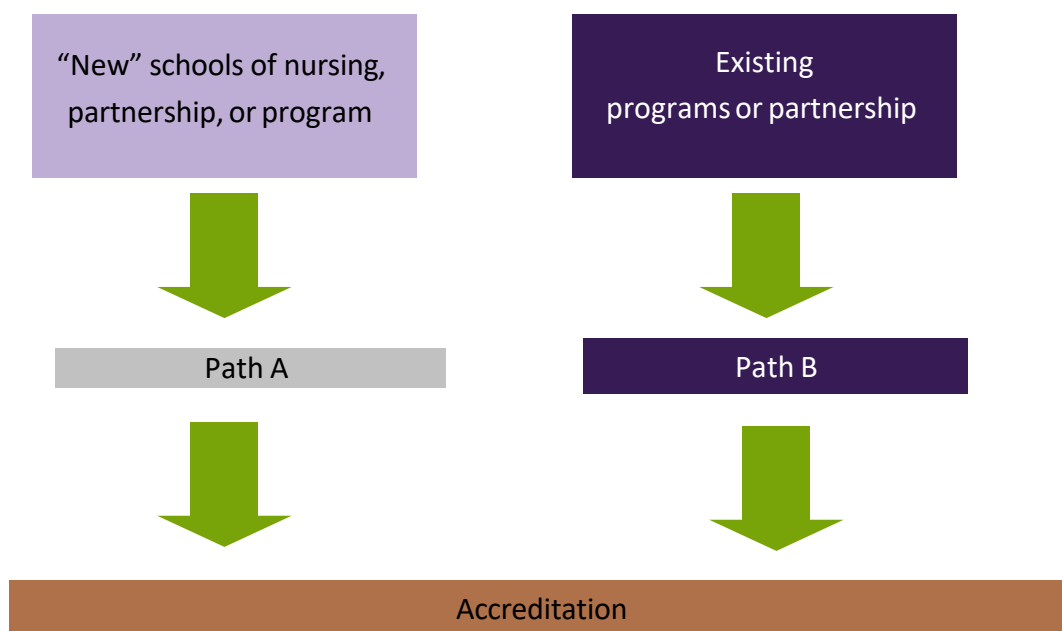 “New” schools of nursing,
partnership, or program
Existing
programs or partnership
Path A
Path B
Accreditation